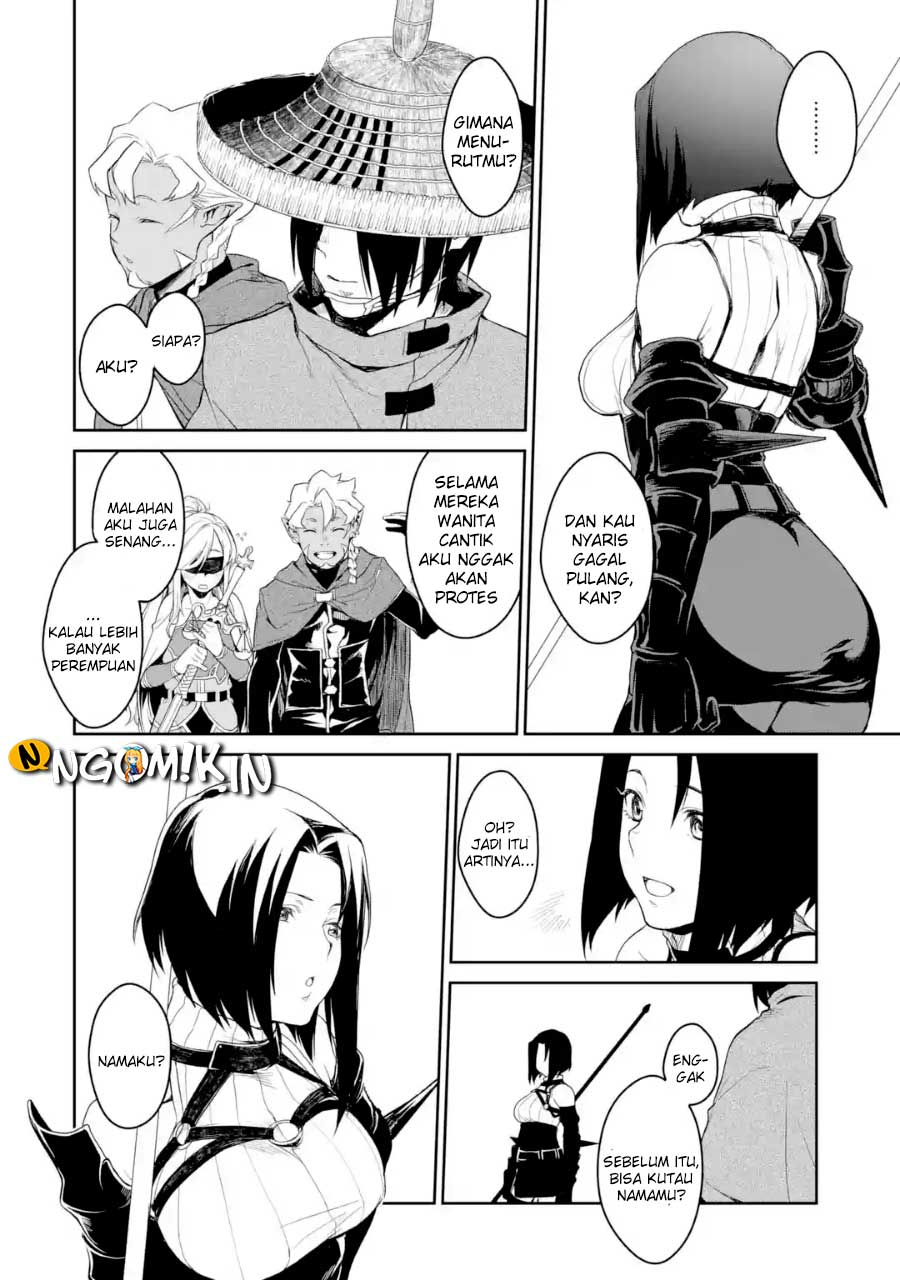 .........
DAN KAU
NYARIS
GAGAL
PULANG,
KAN?
GIMANA
MENU-
RUTMU?
SIAPA?
AKU?
SELAMA
MEREKA
WANITA
CANTIK
AKU NGGAK
AKAN
PROTES
MALAHAN
AKU JUGA
SENANG...
...
KALAU LEBIH
BANYAK
PEREMPUAN
OH?
JADI ITU
ARTINYA...
ENG-
GAK
SEBELUM ITU,
BISA KUTAU
NAMAMU?
NAMAKU?
N NGOM!K.IN